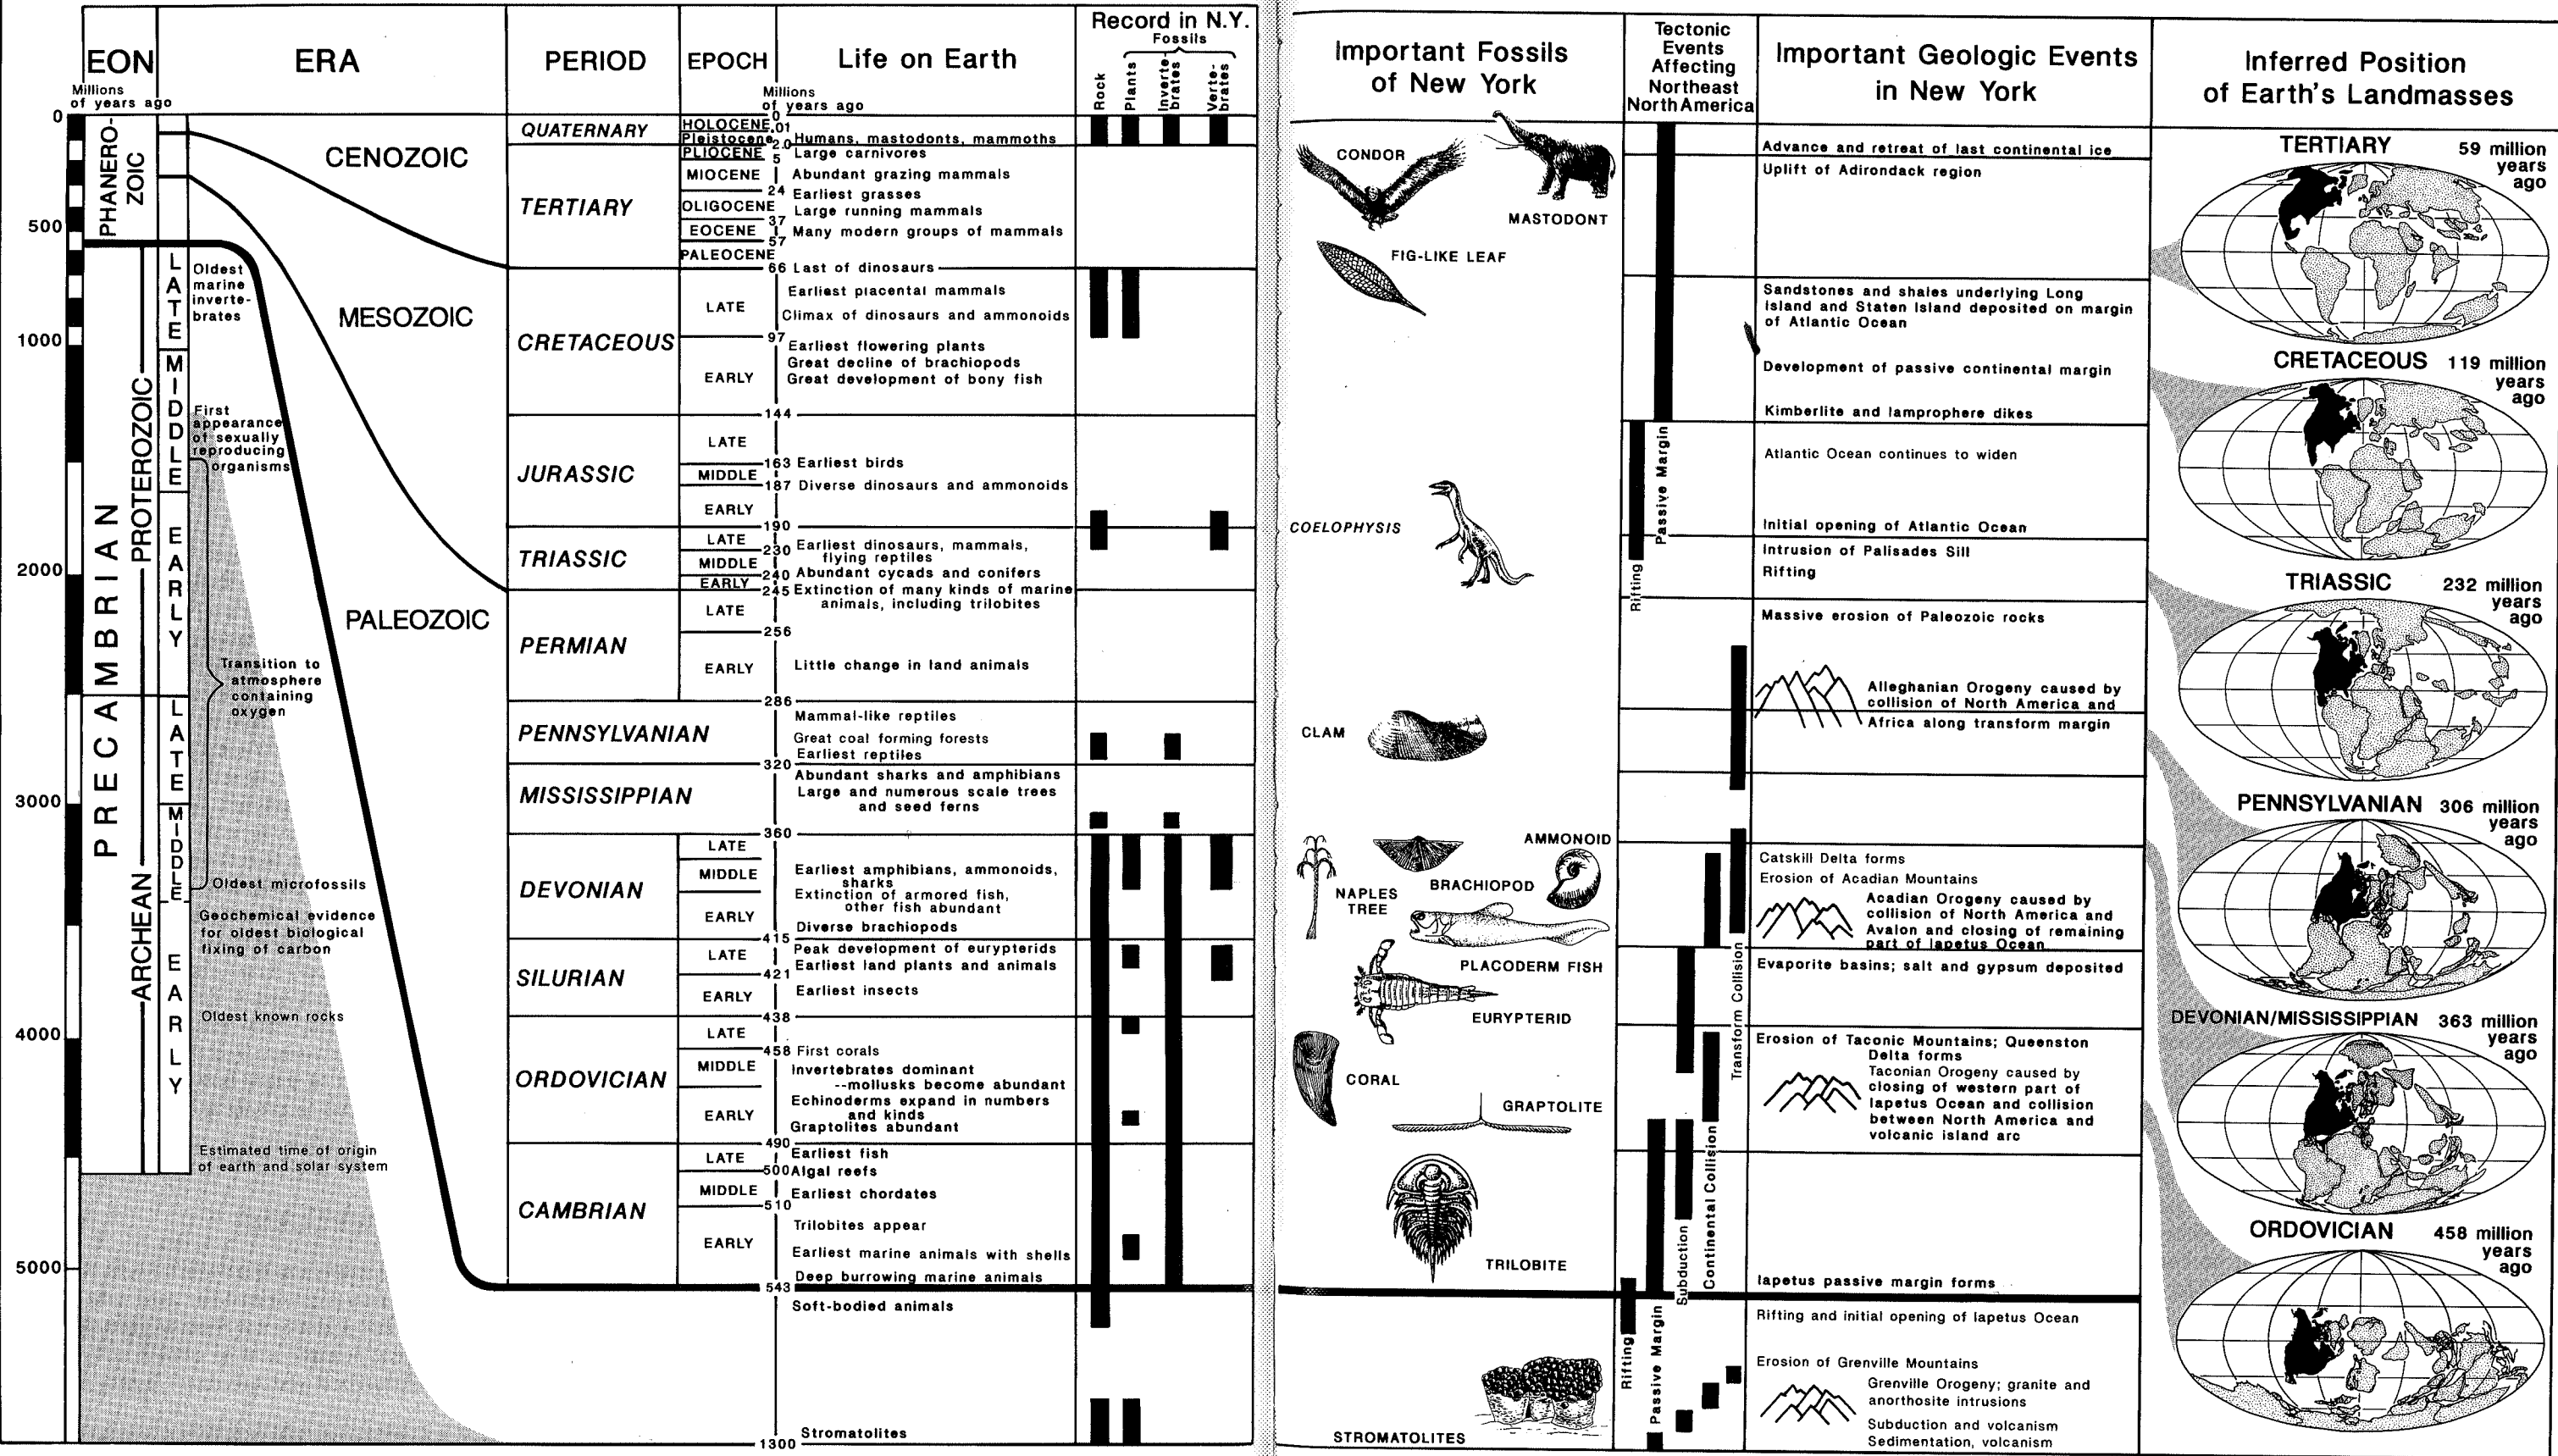 EON
ERA
PERIOD
EPOCH
Life on Earth
Record in N.Y.
Fossils
Rock
Plants
Inverte-
brates
Verte-
brates
Millions
of years ago
Millions
of years ago
0
500
1000
2000
3000
4000
5000
PHANERO-
ZOIC
PRECAMBRIAN
PROTEROZOIC
ARCHEAN
LATE
MIDDLE
EARLY
LATE
MIDDLE
EARLY
Oldest
marine
inverte-
brates
First
appearance
of sexually
reproducing
organisms
Transition to
atmosphere
containing
oxygen
Oldest microfossils
Geochemical evidence
for oldest biological
fixing of carbon
Oldest known rocks
Estimated time of origin
of earth and solar system
CENOZOIC
MESOZOIC
PALEOZOIC
QUATERNARY
HOLOCENE
0
.01
Pleistocene
2.0
Humans, mastodonts, mammoths
TERTIARY
PLIOCENE
5
Large carnivores
MIOCENE
Abundant grazing mammals
24
Earliest grasses
OLIGOCENE
Large running mammals
37
EOCENE
Many modern groups of mammals
57
PALEOCENE
66
Last of dinosaurs
CRETACEOUS
LATE
Earliest placental mammals
Climax of dinosaurs and ammonoids
97
EARLY
Earliest flowering plants
Great decline of brachiopods
Great development of bony fish
144
JURASSIC
LATE
163
Earliest birds
MIDDLE
187
Diverse dinosaurs and ammonoids
EARLY
190
TRIASSIC
LATE
230
Earliest dinosaurs, mammals,
flying reptiles
MIDDLE
240
Abundant cycads and conifers
EARLY
245
Extinction of many kinds of marine
animals, including trilobites
PERMIAN
LATE
256
EARLY
Little change in land animals
286
PENNSYLVANIAN
Mammal-like reptiles
Great coal forming forests
Earliest reptiles
320
MISSISSIPPIAN
Abundant sharks and amphibians
Large and numerous scale trees
and seed ferns
360
DEVONIAN
LATE
MIDDLE
EARLY
Earliest amphibians, ammonoids,
sharks
Extinction of armored fish,
other fish abundant
Diverse brachiopods
415
SILURIAN
LATE
Peak development of eurypterids
Earliest land plants and animals
421
EARLY
Earliest insects
438
ORDOVICIAN
LATE
458
First corals
MIDDLE
Invertebrates dominant
--mollusks become abundant
EARLY
Echinoderms expand in numbers
and kinds
Graptolites abundant
490
CAMBRIAN
LATE
Earliest fish
500
Algal reefs
MIDDLE
Earliest chordates
510
EARLY
Trilobites appear
Earliest marine animals with shells
Deep burrowing marine animals
543
Soft-bodied animals
1300
Stromatolites
Important Fossils
of New York
CONDOR
MASTODONT
FIG-LIKE LEAF
COELOPHYSIS
CLAM
AMMONOID
BRACHIOPOD
NAPLES
TREE
PLACODERM FISH
EURYPTERID
CORAL
GRAPTOLITE
TRILOBITE
STROMATOLITES
Tectonic
Events
Affecting
Northeast
North America
Passive Margin
Rifting
Transform Collision
Continental Collision
Subduction
Rifting
Passive Margin
Important Geologic Events
in New York
Advance and retreat of last continental ice
Uplift of Adirondack region
Sandstones and shales underlying Long
Island and Staten Island deposited on margin
of Atlantic Ocean
Development of passive continental margin
Kimberlite and lamprophere dikes
Atlantic Ocean continues to widen
Initial opening of Atlantic Ocean
Intrusion of Palisades Sill
Rifting
Massive erosion of Paleozoic rocks
Alleghanian Orogeny caused by
collision of North America and
Africa along transform margin
Catskill Delta forms
Erosion of Acadian Mountains
Acadian Orogeny caused by
collision of North America and
Avalon and closing of remaining
part of Iapetus Ocean
Evaporite basins; salt and gypsum deposited
Erosion of Taconic Mountains; Queenston
Delta forms
Taconian Orogeny caused by
closing of western part of
Iapetus Ocean and collision
between North America and
volcanic island arc
Iapetus passive margin forms
Rifting and initial opening of Iapetus Ocean
Erosion of Grenville Mountains
Grenville Orogeny; granite and
anorthosite intrusions
Subduction and volcanism
Sedimentation, volcanism
Inferred Position
of Earth's Landmasses
TERTIARY
59 million
years
ago
CRETACEOUS
119 million
years
ago
TRIASSIC
232 million
years
ago
PENNSYLVANIAN
306 million
years
ago
DEVONIAN/MISSISSIPPIAN
363 million
years
ago
ORDOVICIAN
458 million
years
ago